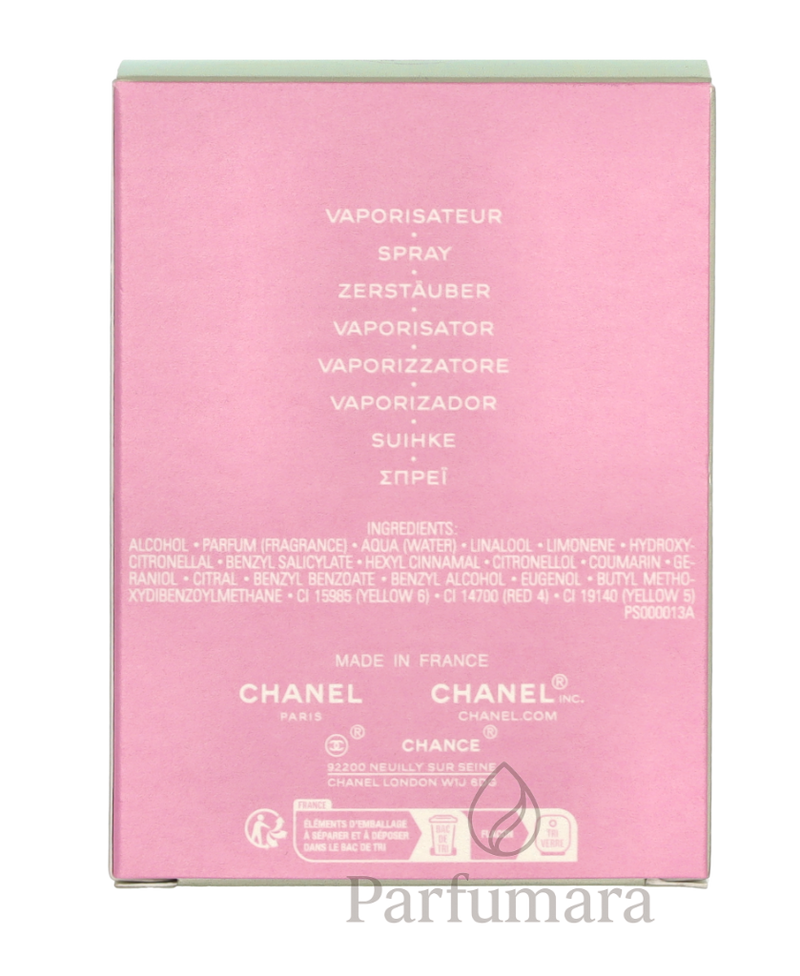 VAPORISATEUR
•
SPRAY
•
ZERSTÄUBER
•
VAPORISATOR
•
VAPORIZZATORE
•
VAPORIZADOR
•
SUIHKE
•
ΣΠΡΕΪ
INGREDIENTS:
ALCOHOL • PARFUM (FRAGRANCE) • AQUA (WATER) • LINALOOL • LIMONENE • HYDROXY-
CITRONELLAL • BENZYL SALICYLATE • HEXYL CINNAMAL • CITRONELLOL • COUMARIN • GE-
RANIOL • CITRAL • BENZYL BENZOATE • BENZYL ALCOHOL • EUGENOL • BUTYL METHO-
XYDIBENZOYLMETHANE • CI 15985 (YELLOW 6) • CI 14700 (RED 4) • CI 19140 (YELLOW 5)
PS000013A
MADE IN FRANCE
CHANEL CHANEL® INC.
PARIS CHANEL.COM
® CHANCE®
92200 NEUILLY SUR SEINE
CHANEL LONDON W1J
FRANCE
ÉLÉMENTS D'EMBALLAGE
À SÉPARER ET À DÉPOSER
DANS LE BAC DE TRI
BAC
DE
TRI
TRI
VERRE
Parfumara